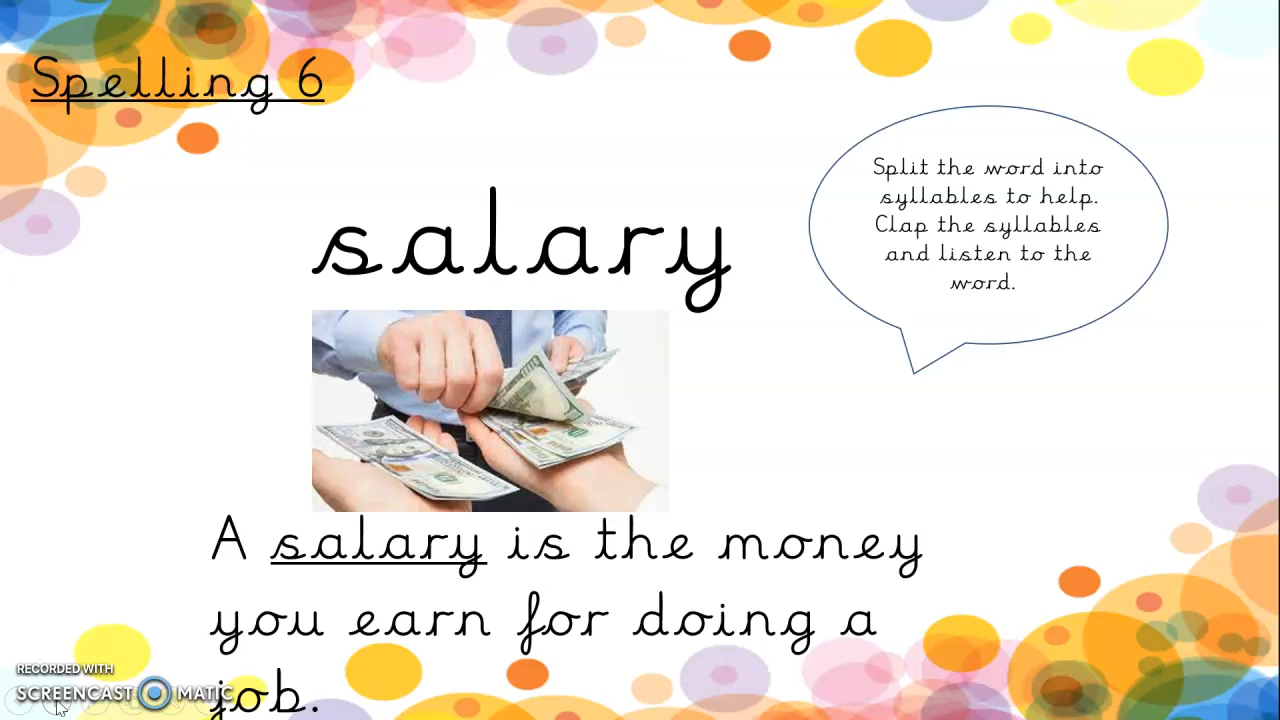 Spelling 6
salary
Split the word into
syllables to help.
Clap the syllables
and listen to the
word.
A salary is the money
you earn for doing a
job.
RECORDED WITH
SCREENCAST MATIC